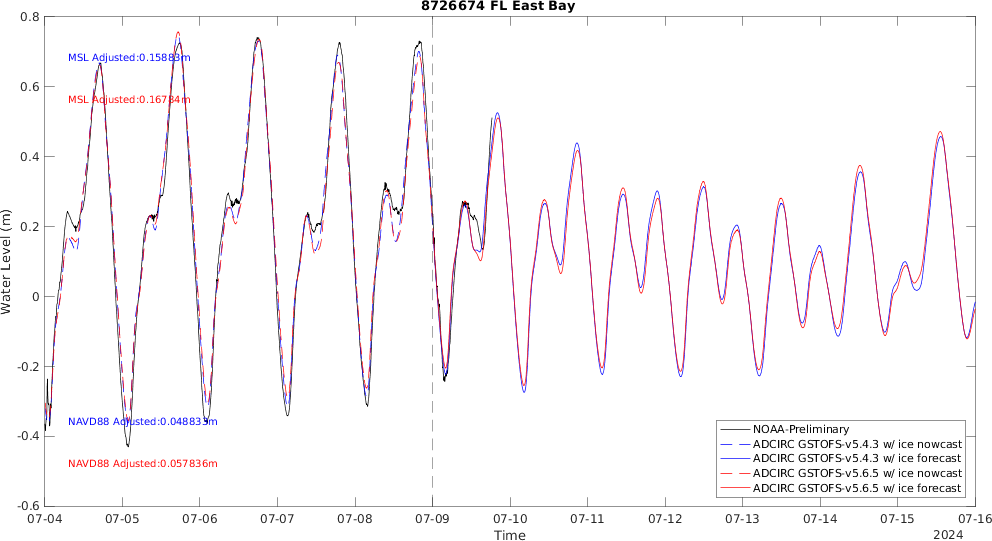 8726674 FL East Bay
0.8
0.6
0.4
0.2
0
-0.2
-0.4
-0.6
Water Level (m)
MSL Adjusted:0.15883m
MSL Adjusted:0.16784m
NAVD88 Adjusted:0.048833m
NAVD88 Adjusted:0.057836m
NOAA-Preliminary
ADCIRC GSTOFS-v5.4.3 w/ ice nowcast
ADCIRC GSTOFS-v5.4.3 w/ ice forecast
ADCIRC GSTOFS-v5.6.5 w/ ice nowcast
ADCIRC GSTOFS-v5.6.5 w/ ice forecast
07-04 07-05 07-06 07-07 07-08 07-09 07-10 07-11 07-12 07-13 07-14 07-15 07-16
Time
2024